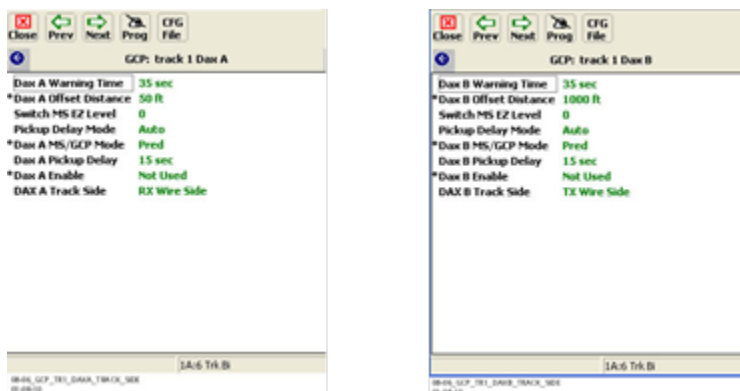 Close Prev Next Prog CFG File
GCP: track 1 Dax A
Dax A Warning Time 35 sec
*Dax A Offset Distance 50 ft
Switch MS EZ Level 0
Pickup Delay Mode Auto
*Dax A MS/GCP Mode Pred
Dax A Pickup Delay 15 sec
*Dax A Enable Not Used
DAX A Track Side RX Wire Side
1A:6 Trk Bi
08-06_GCP_TR1_DAXA_TRACK_SIDE
Close Prev Next Prog CFG File
GCP: track 1 Dax B
Dax B Warning Time 35 sec
*Dax B Offset Distance 1000 ft
Switch MS EZ Level 0
Pickup Delay Mode Auto
*Dax B MS/GCP Mode Pred
Dax B Pickup Delay 15 sec
*Dax B Enable Not Used
DAX B Track Side TX Wire Side
1A:6 Trk Bi
08-06_GCP_TR1_DAXB_TRACK_SIDE